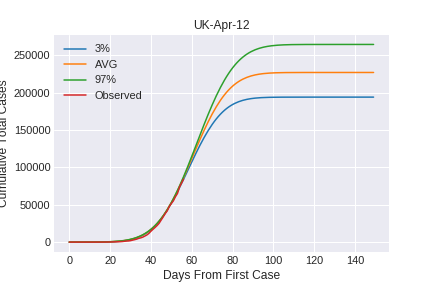 UK-Apr-12
3%
AVG
97%
Observed
Cumulative Total Cases
250000
200000
150000
100000
50000
0
0 20 40 60 80 100 120 140
Days From First Case